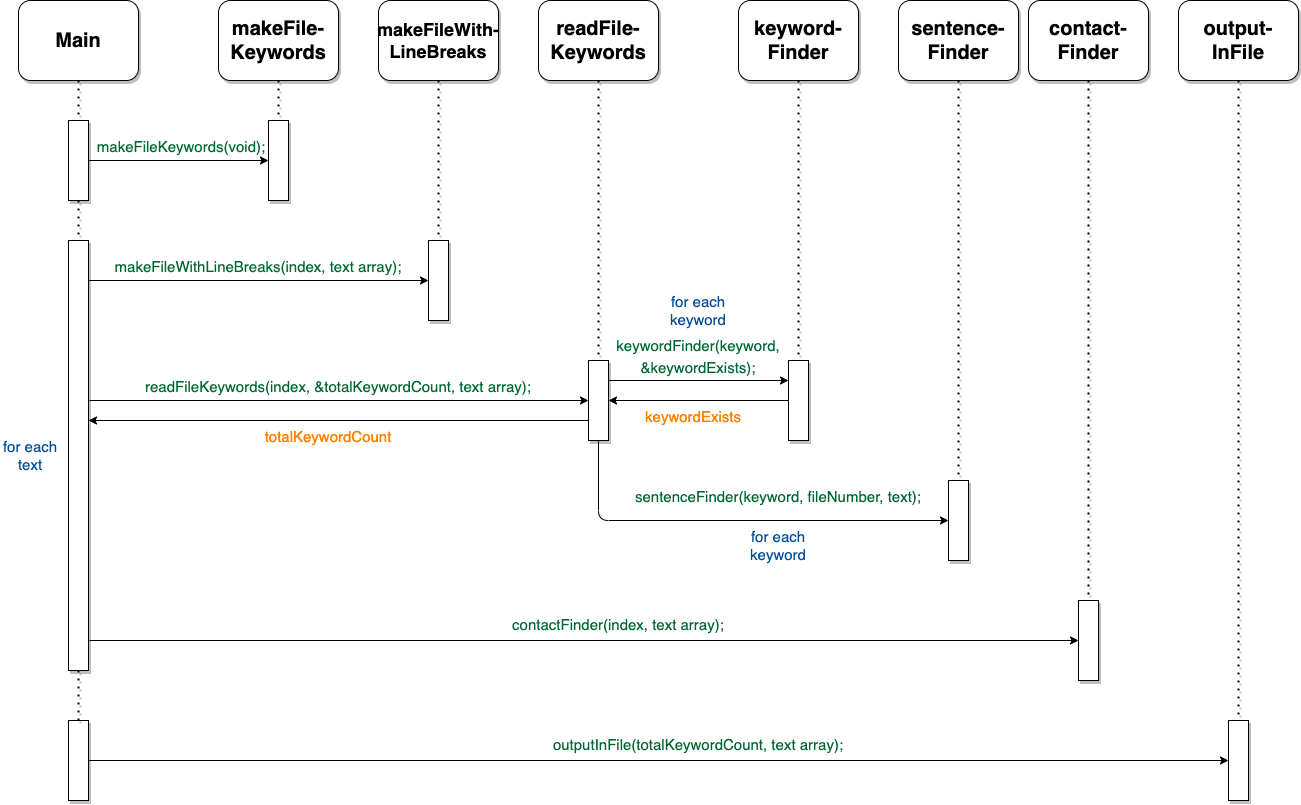 Main
makeFile-
Keywords
makeFileWith-
LineBreaks
readFile-
Keywords
keyword-
Finder
sentence-
Finder
contact-
Finder
output-
InFile
makeFileKeywords(void);
makeFileWithLineBreaks(index, text array);
for each
keyword
keywordFinder(keyword,
&keywordExists);
readFileKeywords(index, &totalKeywordCount, text array);
keywordExists
totalKeywordCount
for each
text
sentenceFinder(keyword, fileNumber, text);
for each
keyword
contactFinder(index, text array);
outputInFile(totalKeywordCount, text array);